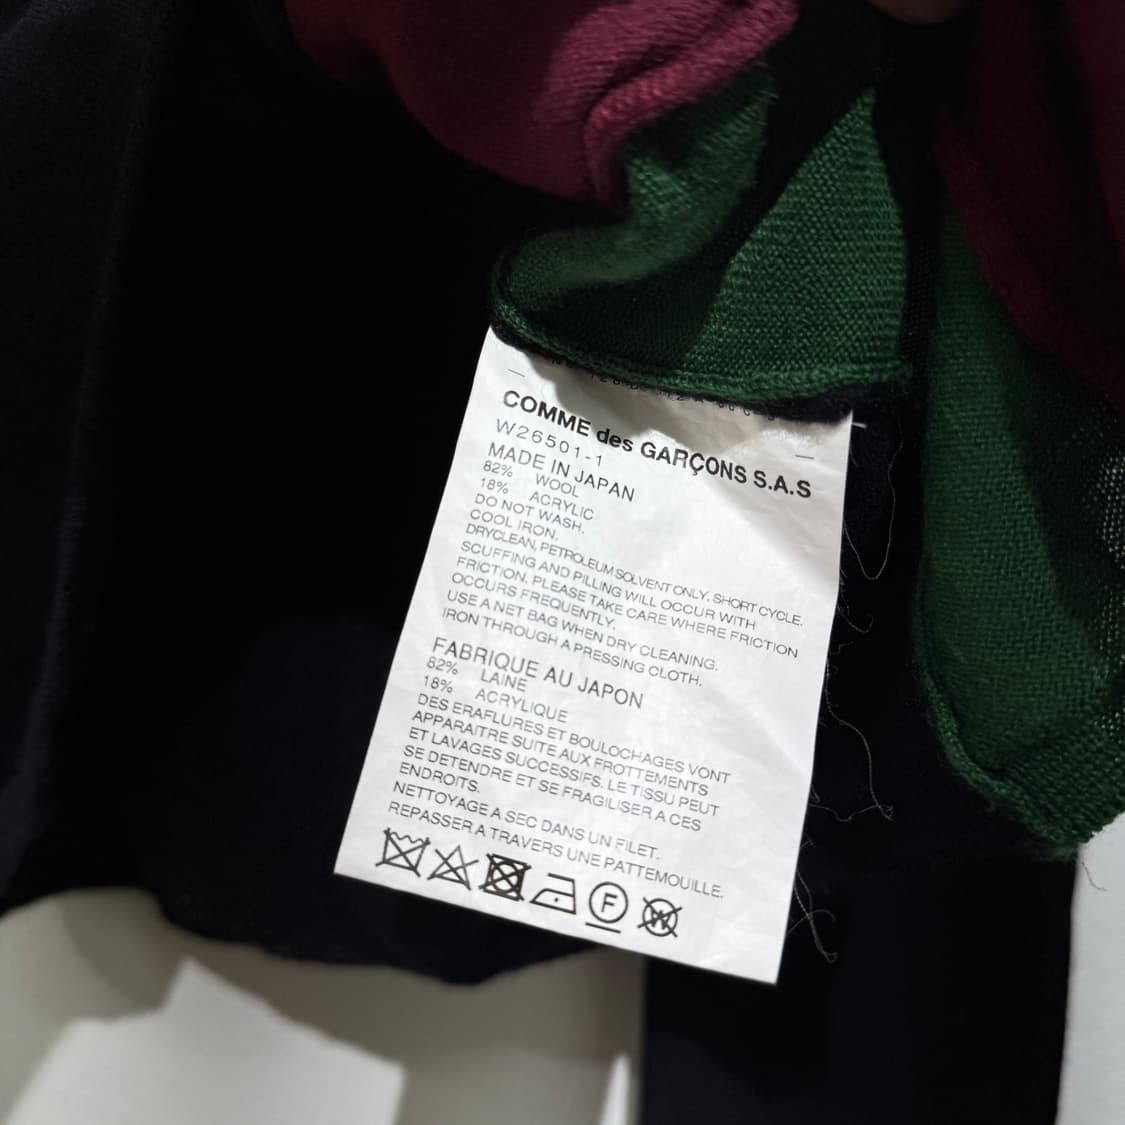 COMME des GARÇONS S.A.S
W26501-1
MADE IN JAPAN
82% WOOL
18% ACRYLIC
DO NOT WASH.
COOL IRON.
DRYCLEAN, PETROLEUM SOLVENT ONLY. SHORT CYCLE.
SCUFFING AND PILLING WILL OCCUR WITH
FRICTION. PLEASE TAKE CARE WHERE FRICTION
OCCURS FREQUENTLY.
USE A NET BAG WHEN DRY CLEANING.
IRON THROUGH A PRESSING CLOTH.
FABRIQUE AU JAPON
82% LAINE
18% ACRYLIQUE
DES ERAFLURES ET BOULOCHAGES VONT
APPARAITRE SUITE AUX FROTTEMENTS
ET LAVAGES SUCCESSIFS. LE TISSU PEUT
SE DETENDRE ET SE FRAGILISER A CES
ENDROITS.
NETTOYAGE A SEC DANS UN FILET.
REPASSER A TRAVERS UNE PATTEMOUILLE.
F W